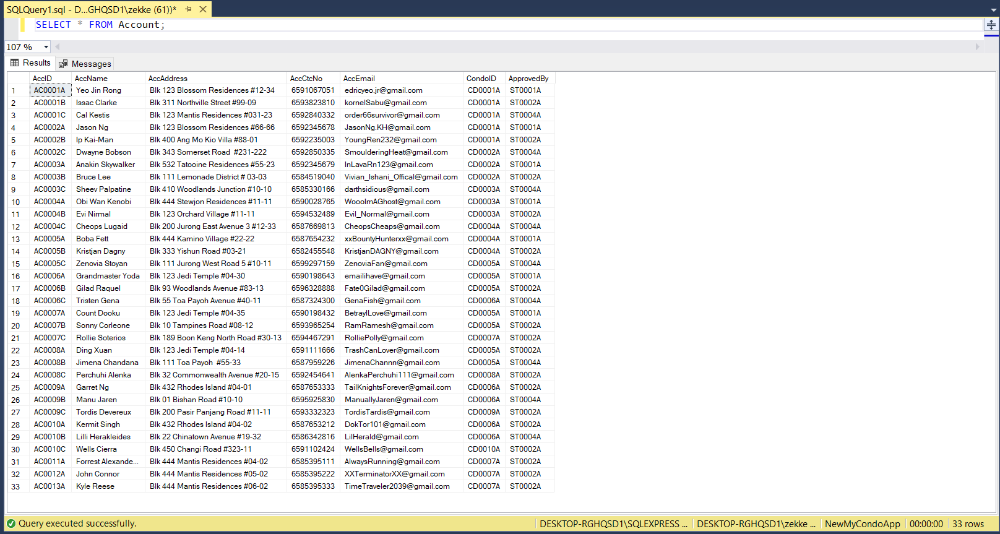 SQLQuery1.sql - D...GHQSD1\zekke (61))*
SELECT * FROM Account;
107 %
Results Messages
AccID AccName AccAddress AccCtcNo AccEmail CondoID ApprovedBy
1 AC0001A Yeo Jin Rong Blk 123 Blossom Residences #12-34 6591067051 edricyeo.jr@gmail.com CD0001A ST0001A
2 AC0001B Issac Clarke Blk 311 Northville Street #99-09 6593823810 kornelSabu@gmail.com CD0001A ST0002A
3 AC0001C Cal Kestis Blk 123 Mantis Residences #031-23 6592840332 order66survivor@gmail.com CD0001A ST0004A
4 AC0002A Jason Ng Blk 123 Blossom Residences #66-66 6592345678 JasonNg.KH@gmail.com CD0001A ST0001A
5 AC0002B Ip Kai-Man Blk 400 Ang Mo Kio Villa #88-01 6592235003 YoungRen232@gmail.com CD0001A ST0002A
6 AC0002C Dwayne Bobson Blk 343 Somerset Road  #231-222 6592850335 SmoulderingHeat@gmail.com CD0002A ST0004A
7 AC0003A Anakin Skywalker Blk 532 Tatooine Residences #55-23 6592345679 InLavaRn123@gmail.com CD0002A ST0001A
8 AC0003B Bruce Lee Blk 111 Lemonade District # 03-03 6584519040 Vivian_Ishani_Offical@gmail.com CD0002A ST0002A
9 AC0003C Sheev Palpatine Blk 410 Woodlands Junction #10-10 6585330166 darthsidious@gmail.com CD0003A ST0004A
10 AC0004A Obi Wan Kenobi Blk 444 Stewjon Residences #11-11 6590028765 WoooImAGhost@gmail.com CD0003A ST0001A
11 AC0004B Evi Nirmal Blk 123 Orchard Village #11-11 6594532489 Evil_Normal@gmail.com CD0003A ST0002A
12 AC0004C Cheops Lugaid Blk 200 Jurong East Avenue 3 #12-33 6587669813 CheopsCheaps@gmail.com CD0004A ST0004A
13 AC0005A Boba Fett Blk 444 Kamino Village #22-22 6587654232 xxBountyHunterxx@gmail.com CD0004A ST0001A
14 AC0005B Kristjan Dagny Blk 333 Yishun Road #03-21 6582455548 KristjanDAGNY@gmail.com CD0004A ST0002A
15 AC0005C Zenovia Stoyan Blk 111 Jurong West Road 5 #10-11 6599297159 ZenoviaFan@gmail.com CD0005A ST0004A
16 AC0006A Grandmaster Yoda Blk 123 Jedi Temple #04-30 6590198643 emailihave@gmail.com CD0005A ST0001A
17 AC0006B Gilad Raquel Blk 93 Woodlands Avenue #83-13 6596328888 Fate0Gilad@gmail.com CD0005A ST0002A
18 AC0006C Tristen Gena Blk 55 Toa Payoh Avenue #40-11 6587324300 GenaFish@gmail.com CD0006A ST0004A
19 AC0007A Count Dooku Blk 123 Jedi Temple #04-35 6590198432 BetraylLove@gmail.com CD0005A ST0001A
20 AC0007B Sonny Corleone Blk 10 Tampines Road #08-12 6593965254 RamRamesh@gmail.com CD0005A ST0002A
21 AC0007C Rollie Soterios Blk 189 Boon Keng North Road #30-13 6594467291 RolliePolly@gmail.com CD0007A ST0002A
22 AC0008A Ding Xuan Blk 123 Jedi Temple #04-14 6591111666 TrashCanLover@gmail.com CD0005A ST0002A
23 AC0008B Jimena Chandana Blk 111 Toa Payoh  #55-33 6587959226 JimenaChannn@gmail.com CD0005A ST0004A
24 AC0008C Perchuhi Alenka Blk 32 Commonwealth Avenue #20-15 6592454641 AlenkaPerchuhi111@gmail.com CD0008A ST0002A
25 AC0009A Garret Ng Blk 432 Rhodes Island #04-01 6587653333 TailKnightsForever@gmail.com CD0006A ST0002A
26 AC0009B Manu Jaren Blk 01 Bishan Road #10-10 6595925830 ManuallyJaren@gmail.com CD0006A ST0004A
27 AC0009C Tordis Devereux Blk 200 Pasir Panjang Road #11-11 6593332323 TordisTardis@gmail.com CD0009A ST0002A
28 AC0010A Kermit Singh Blk 432 Rhodes Island #04-02 6587653212 DokTor101@gmail.com CD0006A ST0002A
29 AC0010B Lilli Herakleides Blk 22 Chinatown Avenue #19-32 6586342816 LilHerald@gmail.com CD0006A ST0004A
30 AC0010C Wells Cierra Blk 450 Changi Road #323-11 6591102424 WellsBells@gmail.com CD0010A ST0002A
31 AC0011A Forrest Alexande... Blk 444 Mantis Residences #04-02 6585395111 AlwaysRunning@gmail.com CD0007A ST0002A
32 AC0012A John Connor Blk 444 Mantis Residences #05-02 6585395222 XXTerminatorXX@gmail.com CD0007A ST0002A
33 AC0013A Kyle Reese Blk 444 Mantis Residences #06-02 6585395333 TimeTraveler2039@gmail.com CD0007A ST0002A
Query executed successfully. DESKTOP-RGHQSD1\SQLEXPRESS ... DESKTOP-RGHQSD1\zekke ... NewMyCondoApp 00:00:00 33 rows